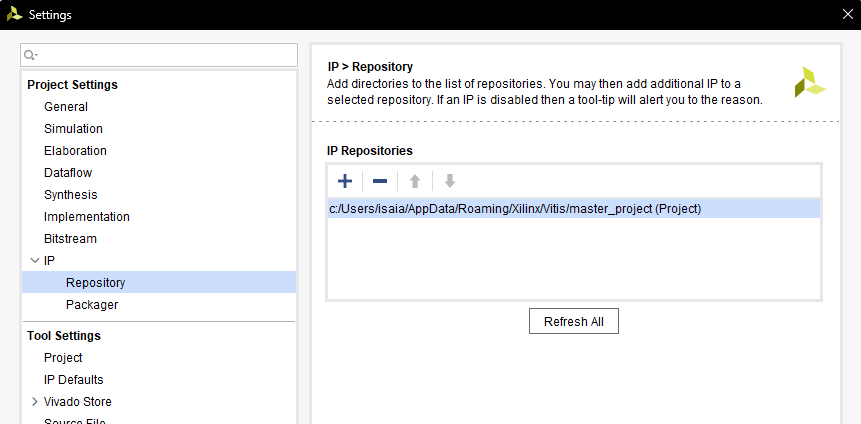 Settings
Project Settings
General
Simulation
Elaboration
Dataflow
Synthesis
Implementation
Bitstream
IP
Repository
Packager
Tool Settings
Project
IP Defaults
Vivado Store
Source File
IP > Repository
Add directories to the list of repositories. You may then add additional IP to a
selected repository. If an IP is disabled then a tool-tip will alert you to the reason.
IP Repositories
c:/Users/isaia/AppData/Roaming/Xilinx/Vitis/master_project (Project)
Refresh All